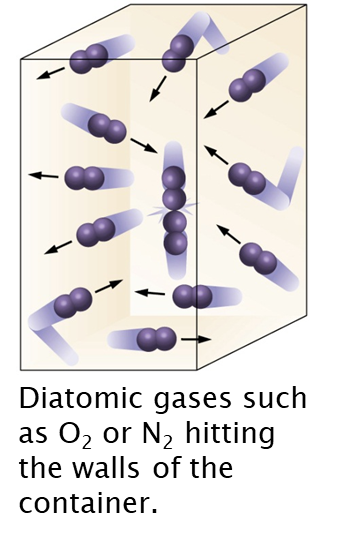 Diatomic gases such
as O₂ or N₂ hitting
the walls of the
container.